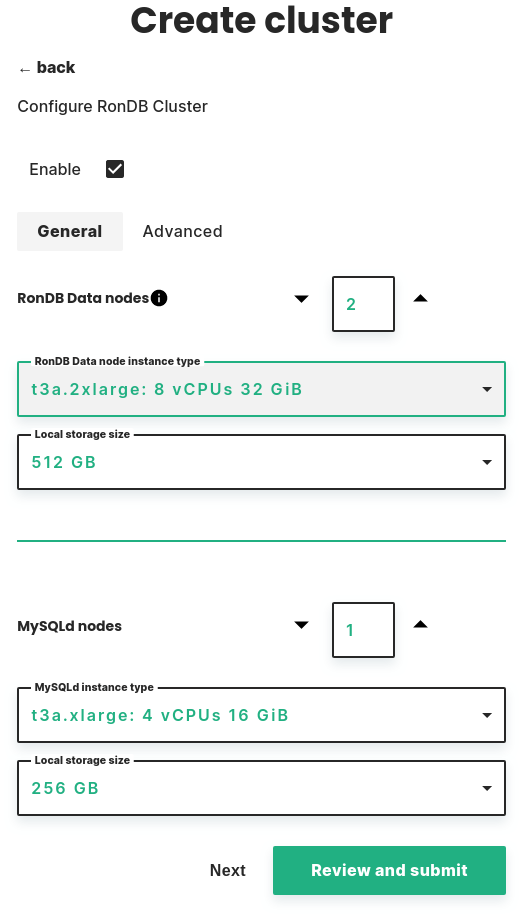 Create cluster
← back
Configure RonDB Cluster
Enable
General Advanced
RonDB Data nodes 2
RonDB Data node instance type
t3a.2xlarge: 8 vCPUs 32 GiB
Local storage size
512 GB
MySQLd nodes 1
MySQLd instance type
t3a.xlarge: 4 vCPUs 16 GiB
Local storage size
256 GB
Next Review and submit